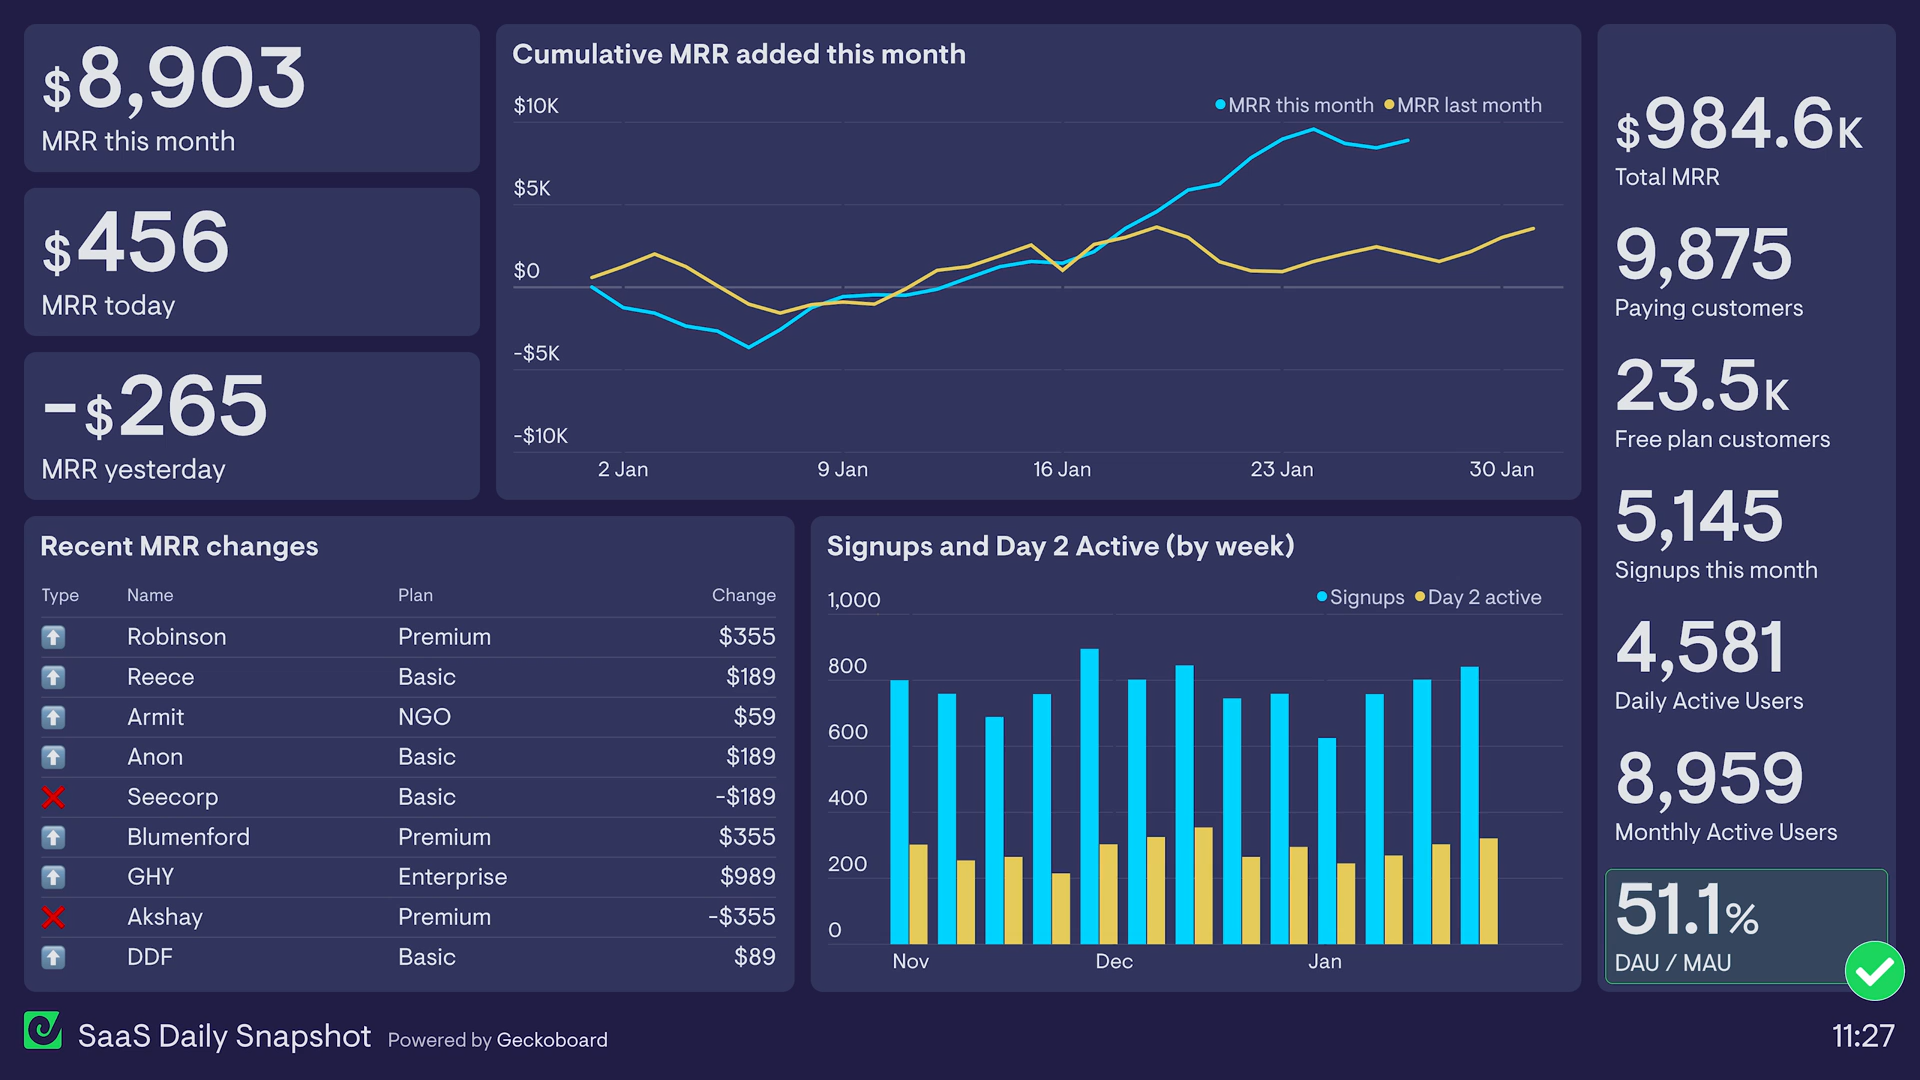 $8,903
MRR this month
$456
MRR today
-$265
MRR yesterday
Cumulative MRR added this month
MRR this month MRR last month
$10K
$5K
$0
-$5K
-$10K
2 Jan 9 Jan 16 Jan 23 Jan 30 Jan
$984.6K
Total MRR
9,875
Paying customers
23.5K
Free plan customers
5,145
Signups this month
4,581
Daily Active Users
8,959
Monthly Active Users
51.1%
DAU / MAU
Recent MRR changes
Type Name Plan Change
Robinson Premium $355
Reece Basic $189
Armit NGO $59
Anon Basic $189
Seecorp Basic -$189
Blumenford Premium $355
GHY Enterprise $989
Akshay Premium -$355
DDF Basic $89
Signups and Day 2 Active (by week)
Signups Day 2 active
1,000
800
600
400
200
0
Nov Dec Jan
SaaS Daily Snapshot Powered by Geckoboard
11:27